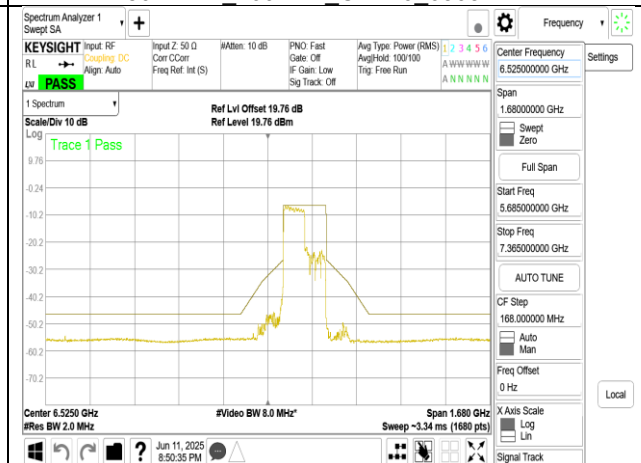 Spectrum Analyzer 1
Swept SA
Frequency
KEYSIGHT
Input: RF
Coupling: DC
Align: Auto
Input Z: 50 Ω
Corr CCorr
Freq Ref: Int (S)
#Atten: 10 dB
PNO: Fast
Gate: Off
IF Gain: Low
Sig Track: Off
Avg Type: Power (RMS)
Avg|Hold: 100/100
Trig: Free Run
1 2 3 4 5 6
A W W W W W
A N N N N N
RL
LXI
PASS
1 Spectrum
Scale/Div 10 dB
Ref Lvl Offset 19.76 dB
Ref Level 19.76 dBm
Log
Trace 1 Pass
9.76
-0.24
-10.2
-20.2
-30.2
-40.2
-50.2
-60.2
-70.2
Center 6.5250 GHz
#Video BW 8.0 MHz*
Span 1.680 GHz
#Res BW 2.0 MHz
Sweep ~3.34 ms (1680 pts)
Jun 11, 2025
8:50:35 PM
Center Frequency
6.525000000 GHz
Settings
Span
1.68000000 GHz
Swept
Zero
Full Span
Start Freq
5.685000000 GHz
Stop Freq
7.365000000 GHz
AUTO TUNE
CF Step
168.000000 MHz
Auto
Man
Freq Offset
0 Hz
X Axis Scale
Log
Lin
Signal Track
Local